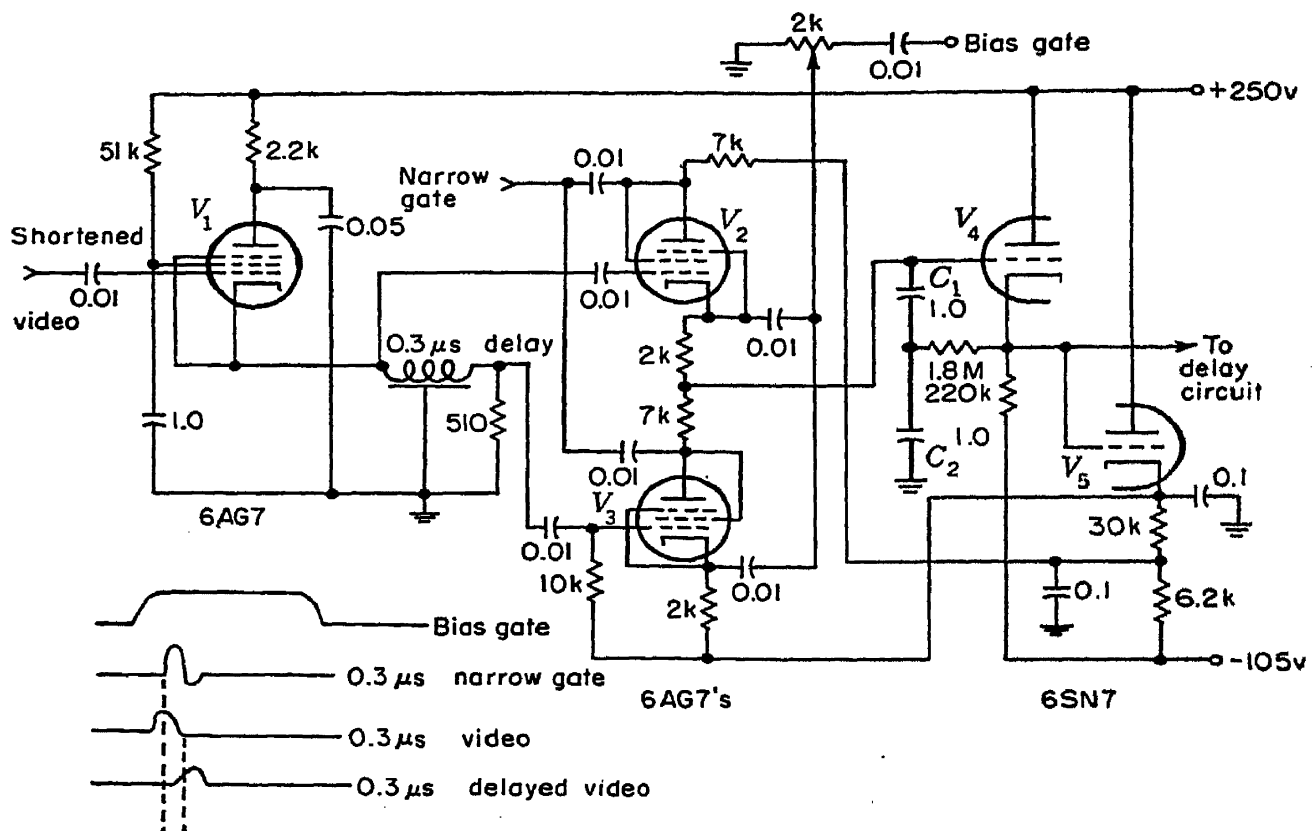 2k
Bias gate
0.01
+250v
51k
2.2k
7k
0.01
Narrow
gate
V1
V2
V4
0.05
Shortened
0.01
video
0.01
C1
1.0
0.3 μs delay
2k
0.01
1.8M
To
delay
circuit
220k
7k
1.0
510
1.0
C2
0.01
V5
0.1
V3
6AG7
0.01
30k
10k
0.01
2k
0.1
6.2k
Bias gate
-105v
0.3 μs narrow gate
6AG7's
6SN7
0.3 μs video
0.3 μs delayed video